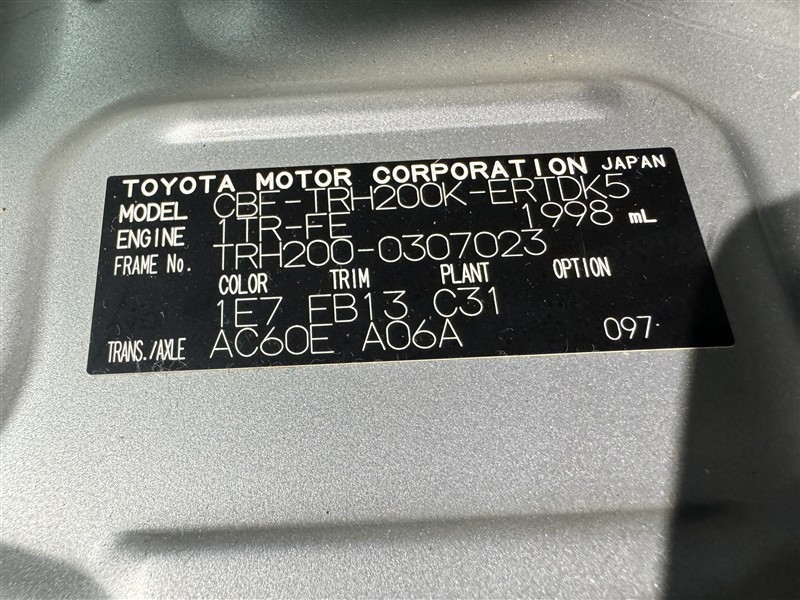 TOYOTA MOTOR CORPORATION JAPAN
MODEL CBF-TRH200K-ERTDK5
ENGINE 1TR-FE 1998 mL
FRAME No. TRH200-0307023
COLOR TRIM PLANT OPTION
1E7 FB13 C31
TRANS./AXLE AC60E A06A 097